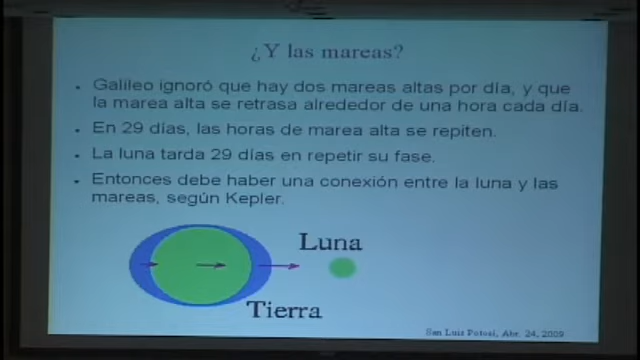 ¿Y las mareas?
Galileo ignoró que hay dos mareas altas por día, y que
la marea alta se retrasa alrededor de una hora cada día.
En 29 días, las horas de marea alta se repiten.
La luna tarda 29 días en repetir su fase.
Entonces debe haber una conexión entre la luna y las
mareas, según Kepler.
Luna
Tierra
San Luis Potosí, Abr. 24, 2009